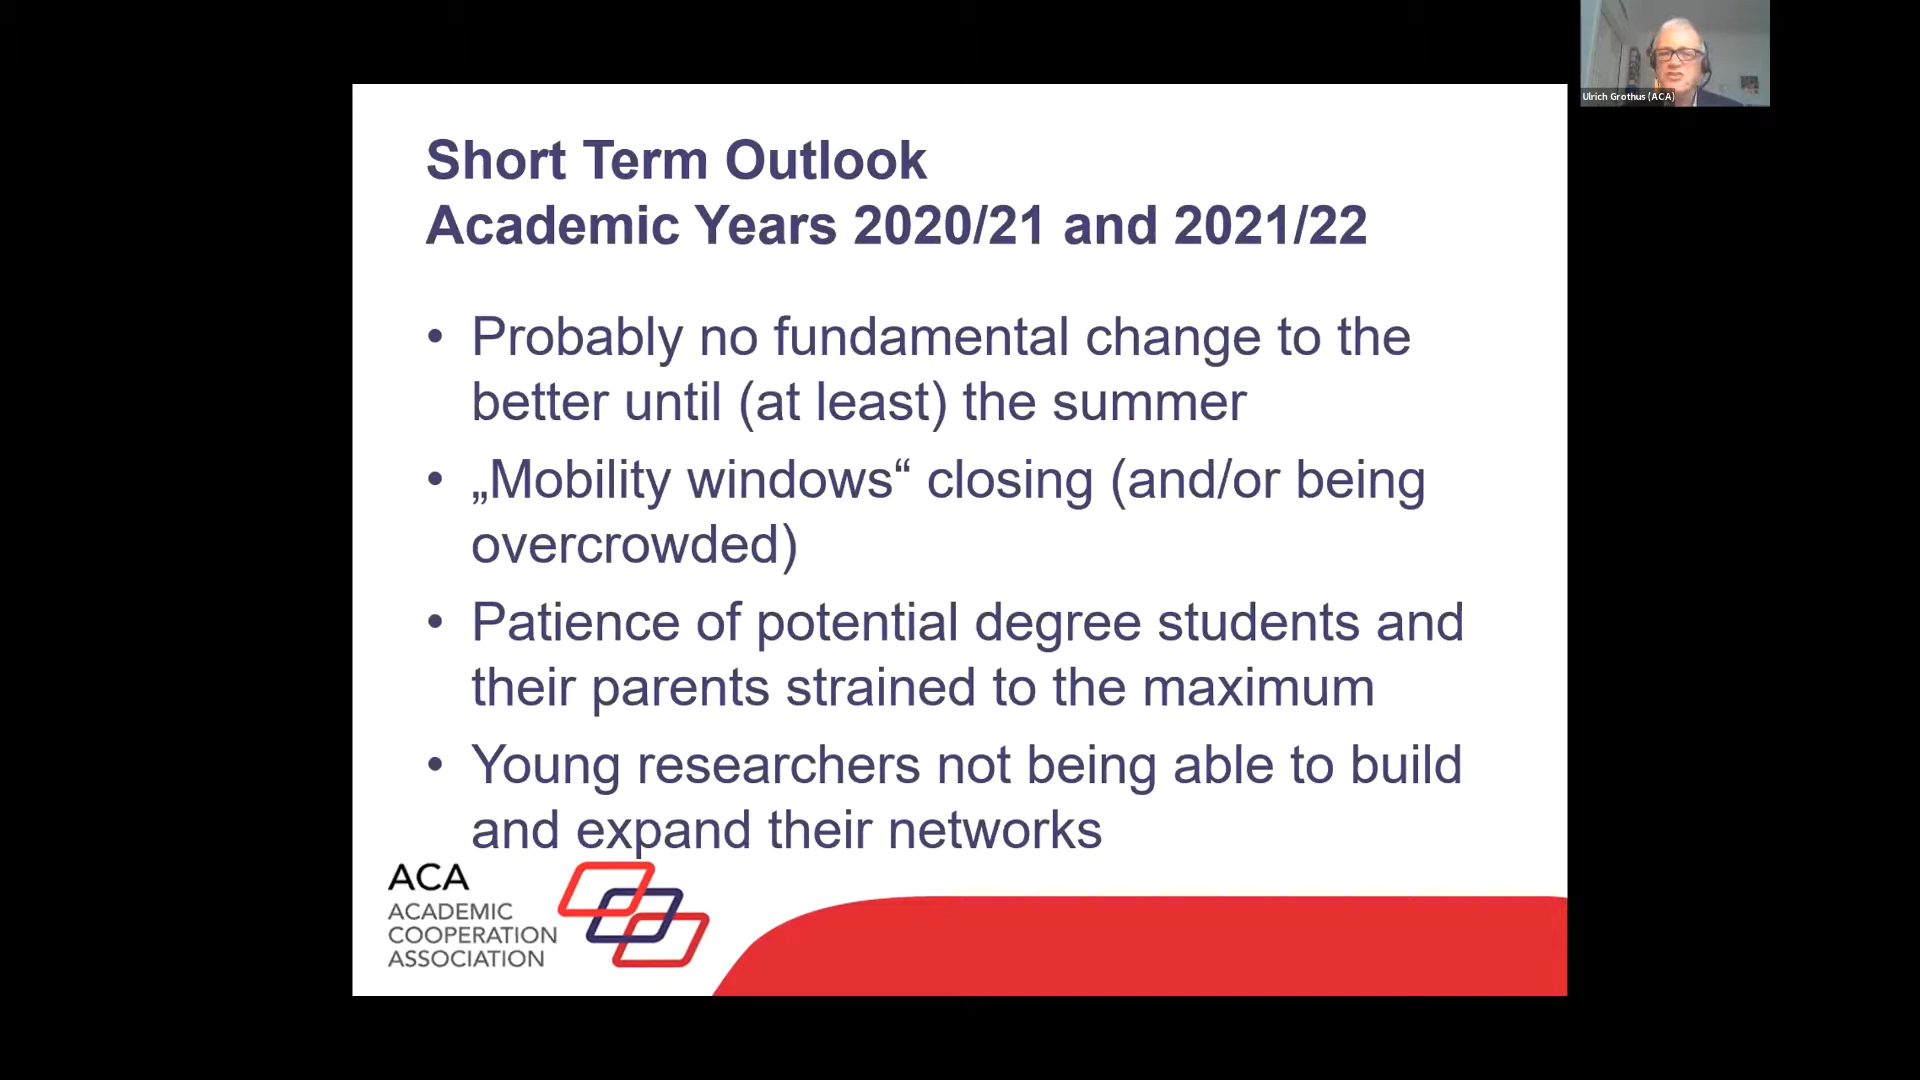 Ulrich Grothus (ACA)
Short Term Outlook
Academic Years 2020/21 and 2021/22
• Probably no fundamental change to the
better until (at least) the summer
• „Mobility windows“ closing (and/or being
overcrowded)
• Patience of potential degree students and
their parents strained to the maximum
• Young researchers not being able to build
and expand their networks
ACA
ACADEMIC
COOPERATION
ASSOCIATION